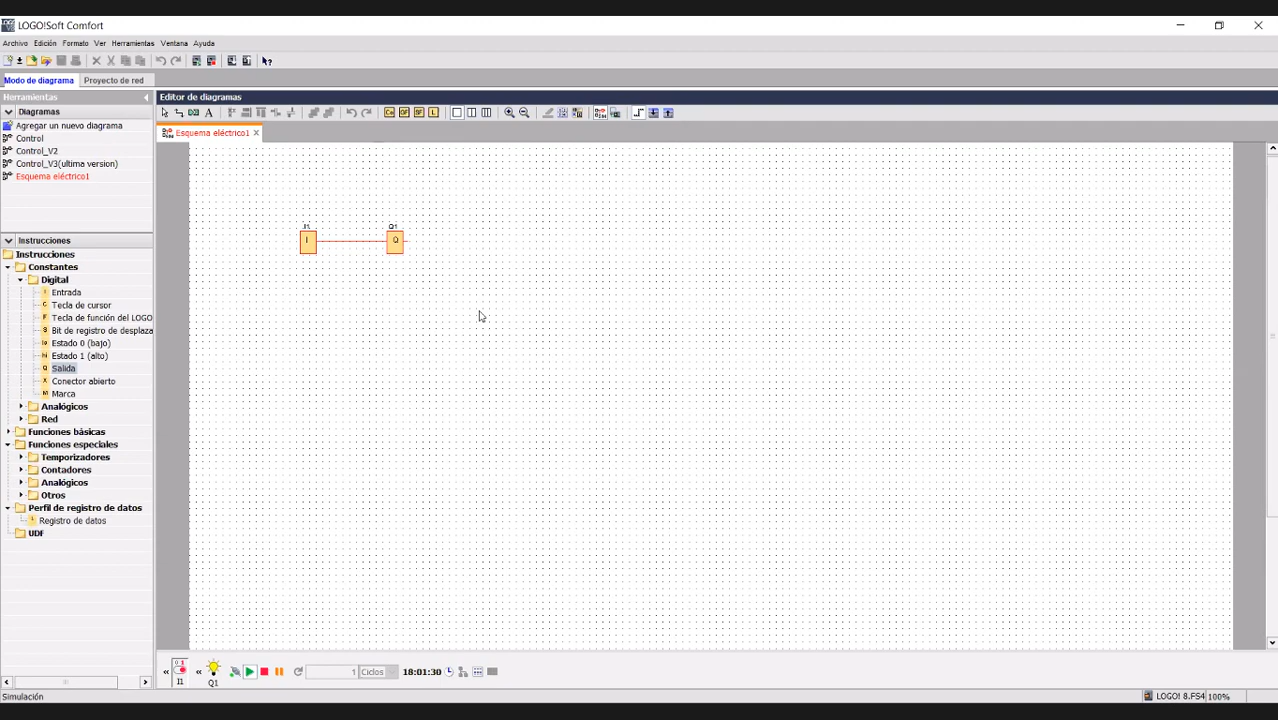 LOGO!Soft Comfort
Archivo Edición Formato Ver Herramientas Ventana Ayuda
Modo de diagrama Proyecto de red
Herramientas
Editor de diagramas
Diagramas
Esquema eléctrico1
Agregar un nuevo diagrama
Control
Control_V2
Control_V3(ultima version)
Esquema eléctrico1
I1 Q1
I Q
Instrucciones
Instrucciones
Constantes
Digital
Entrada
Tecla de cursor
Tecla de función del LOGO
Bit de registro de desplaza
Estado 0 (bajo)
Estado 1 (alto)
Salida
Conector abierto
Marca
Analógicos
Red
Funciones básicas
Funciones especiales
Temporizadores
Contadores
Analógicos
Otros
Perfil de registro de datos
Registro de datos
UDF
1 Ciclos 18:01:30
I1 Q1
Simulación LOGO! 8.FS4 100%